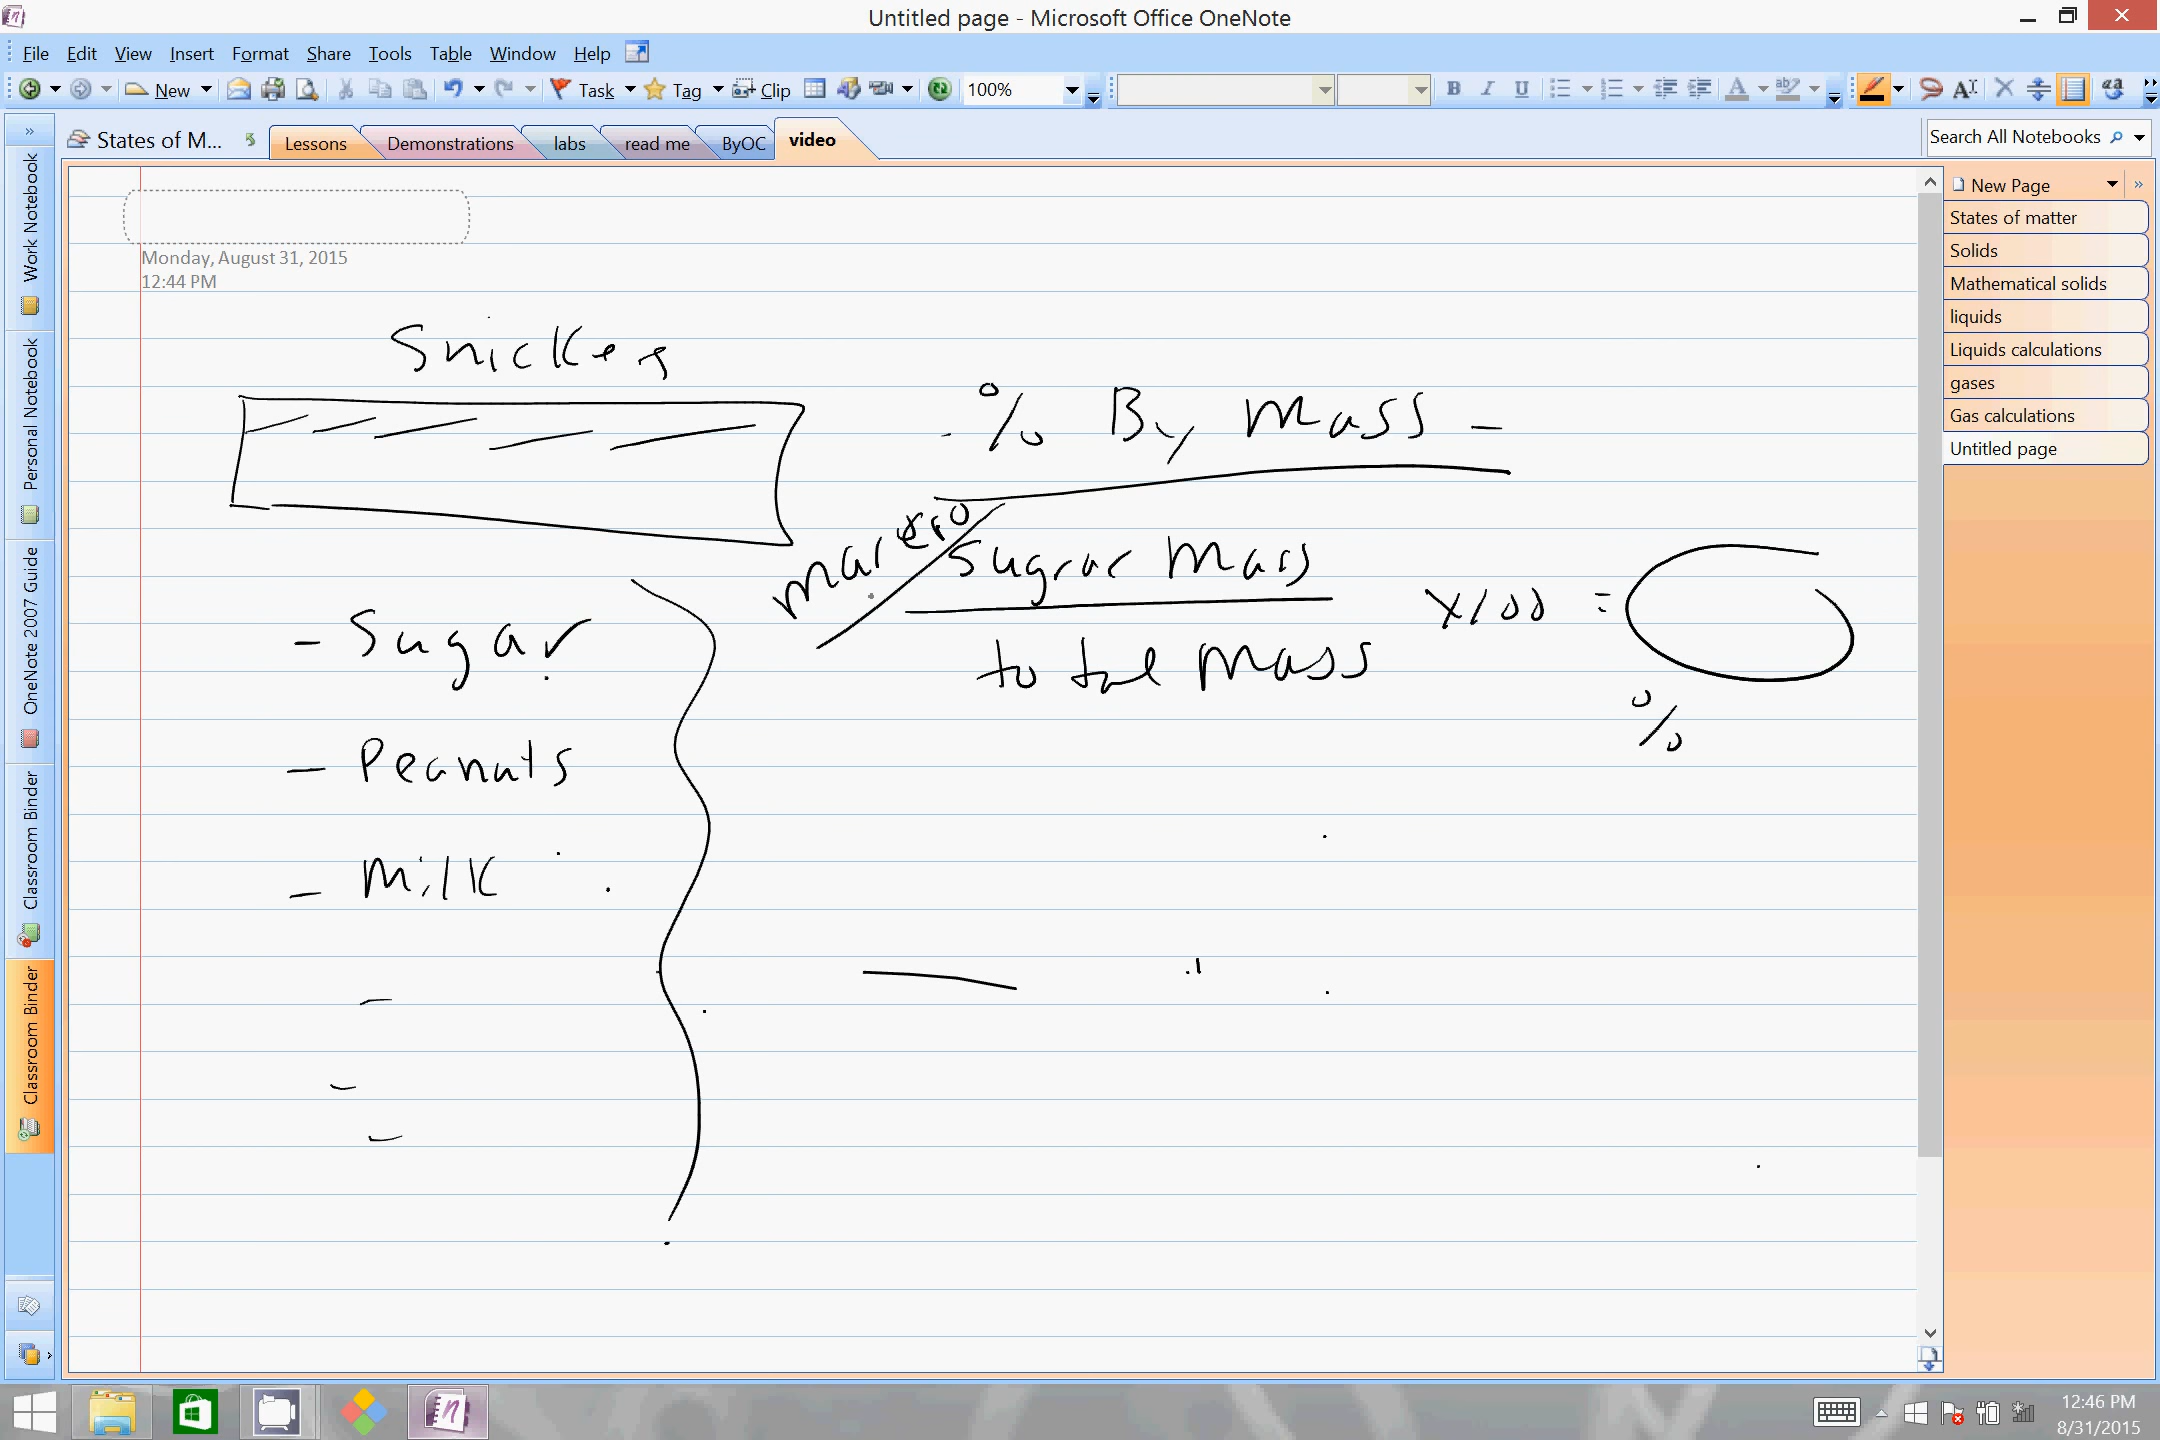 Untitled page - Microsoft Office OneNote
File Edit View Insert Format Share Tools Table Window Help
New Task Tag Clip 100% B I U
States of M... Lessons Demonstrations labs read me ByOC video Search All Notebooks
Work Notebook
Personal Notebook
OneNote 2007 Guide
Classroom Binder
Classroom Binder
Monday, August 31, 2015
12:44 PM
Snickers
% By Mass -
Sugrar Mass
total Mass
x100 =
%
- Sugar
- Peanuts
- Milk
-
-
-
New Page
States of matter
Solids
Mathematical solids
liquids
Liquids calculations
gases
Gas calculations
Untitled page
12:46 PM
8/31/2015